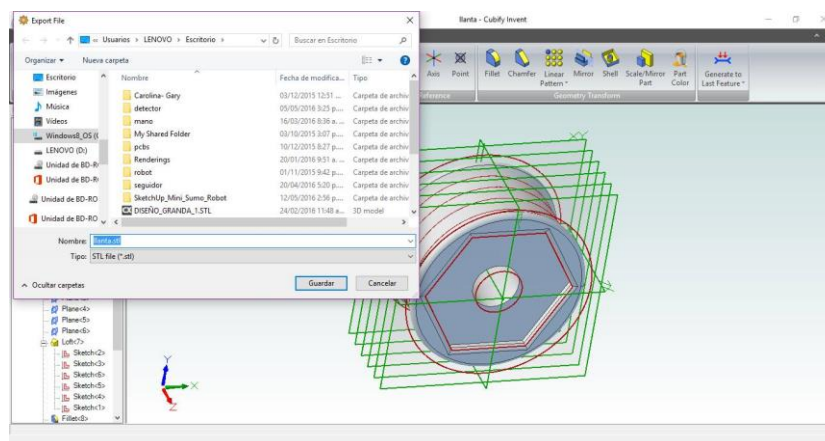 Export File
llanta - Cubify Invent
Usuarios > LENOVO > Escritorio >
Buscar en Escritorio
Organizar
Nueva carpeta
Escritorio
Imágenes
Música
Videos
Windows8_OS (
LENOVO (D:)
Unidad de BD-R
Unidad de BD-R
Unidad de BD-RO
Unidad de BD-RO
Nombre
Fecha de modifica...
Tipo
Carolina- Gary
03/12/2015 12:51 ...
Carpeta de archiv
detector
05/05/2016 3:25 p....
Carpeta de archiv
mano
16/03/2016 8:36 a. ...
Carpeta de archiv
My Shared Folder
03/10/2015 3:07 p....
Carpeta de archiv
pcbs
10/12/2015 8:27 p....
Carpeta de archiv
Renderings
20/01/2016 9:51 a. ...
Carpeta de archiv
robot
01/11/2015 9:42 p....
Carpeta de archiv
seguidor
20/04/2016 5:20 p....
Carpeta de archiv
SketchUp_Mini_Sumo_Robot
12/05/2016 2:56 p....
Carpeta de archiv
DISEÑO_GRANDA_1.STL
24/02/2016 11:48 a...
3D model
Nombre:
llanta.stl
Tipo:
STL file (*.stl)
Ocultar carpetas
Guardar
Cancelar
Axis
Point
Fillet
Chamfer
Linear Pattern
Mirror
Shell
Scale/Mirror Part
Part Color
Generate to Last Feature
Geometry Transform
Plane<5>
Plane<6>
Loft<7>
Sketch<2>
Sketch<3>
Sketch<5>
Sketch<4>
Sketch<1>
Fillet<8>
Y
X
Z